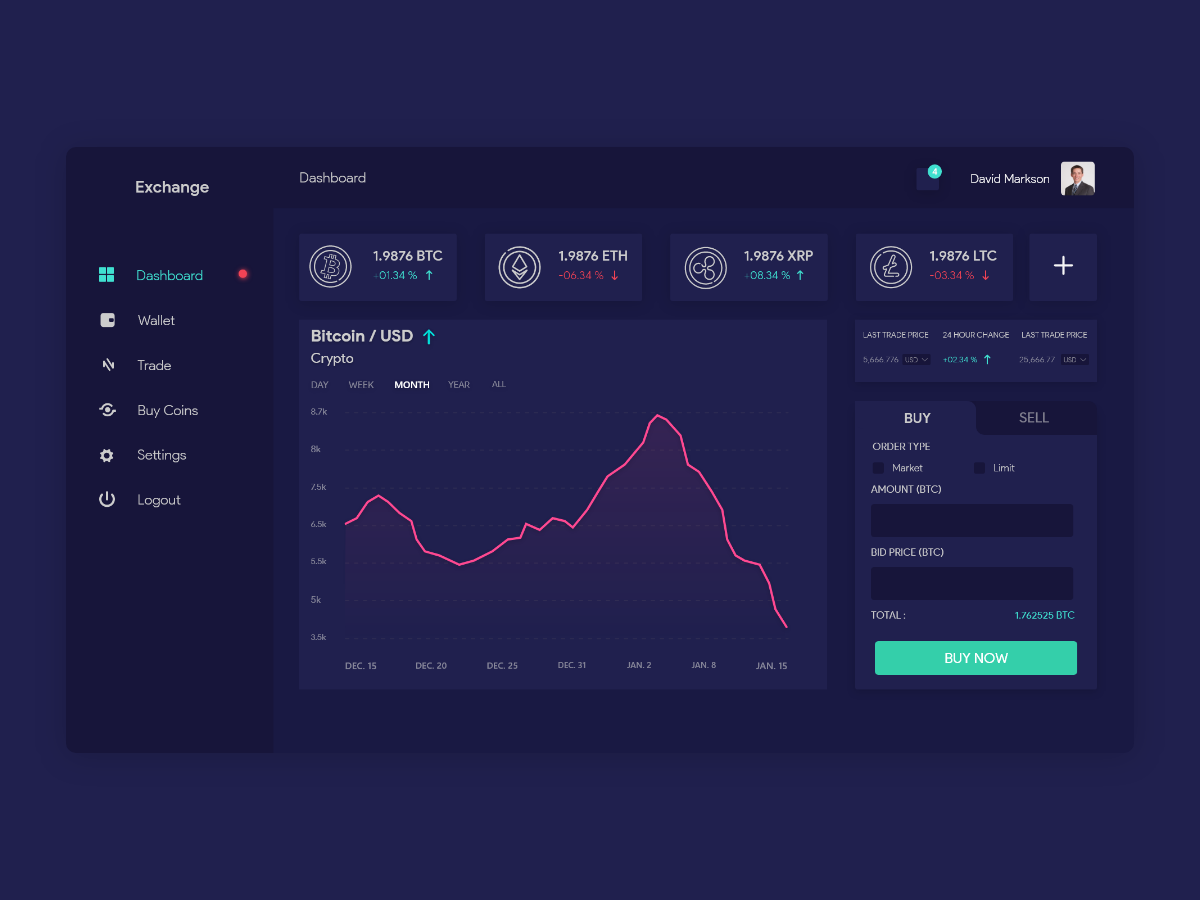 Exchange
Dashboard
4
David Markson
Dashboard
Wallet
Trade
Buy Coins
Settings
Logout
1.9876 BTC
+01.34 %
1.9876 ETH
-06.34 %
1.9876 XRP
+08.34 %
1.9876 LTC
-03.34 %
+
Bitcoin / USD
Crypto
DAY WEEK MONTH YEAR ALL
8.7k
8k
7.5k
6.5k
5.5k
5k
3.5k
DEC. 15 DEC. 20 DEC. 25 DEC. 31 JAN. 2 JAN. 8 JAN. 15
LAST TRADE PRICE 24 HOUR CHANGE LAST TRADE PRICE
5,666.776 USD +02.34 % 25,666.77 USD
BUY SELL
ORDER TYPE
Market Limit
AMOUNT (BTC)
BID PRICE (BTC)
TOTAL : 1.762525 BTC
BUY NOW